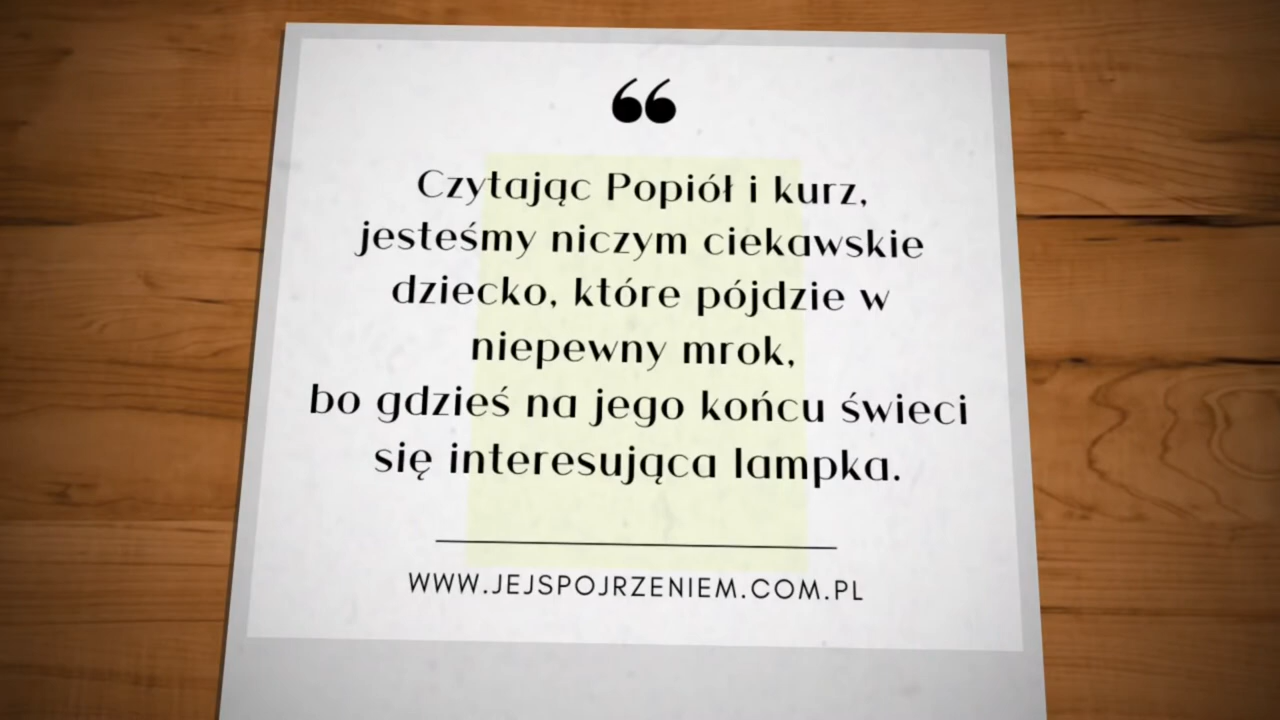 ❝
Czytając Popiół i kurz,
jesteśmy niczym ciekawskie
dziecko, które pójdzie w
niepewny mrok,
bo gdzieś na jego końcu świeci
się interesująca lampka.
WWW.JEJSPOJRZENIEM.COM.PL